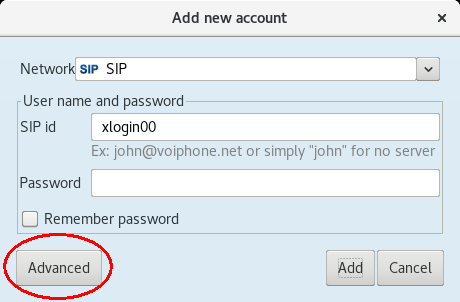 Add new account
Network SIP SIP
User name and password
SIP id xlogin00
Ex: john@voiphone.net or simply "john" for no server
Password
Remember password
Advanced Add Cancel